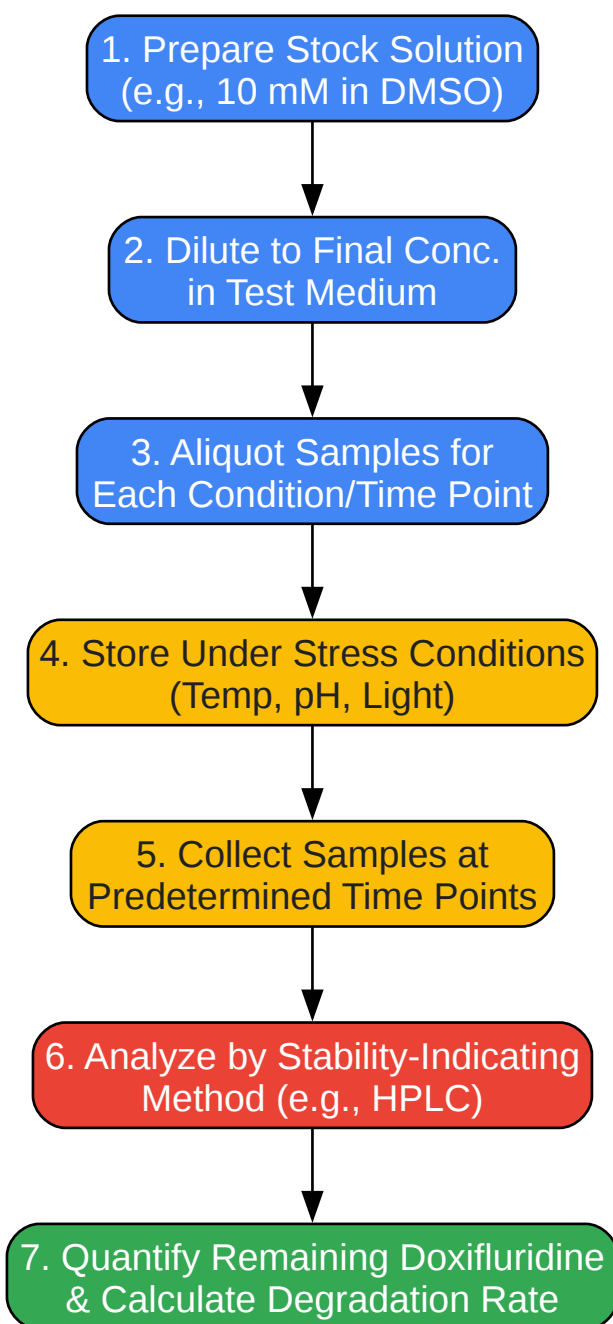 1. Prepare Stock Solution
(e.g., 10 mM in DMSO)
2. Dilute to Final Conc.
in Test Medium
3. Aliquot Samples for
Each Condition/Time Point
4. Store Under Stress Conditions
(Temp, pH, Light)
5. Collect Samples at
Predetermined Time Points
6. Analyze by Stability-Indicating
Method (e.g., HPLC)
7. Quantify Remaining Doxifluridine
& Calculate Degradation Rate